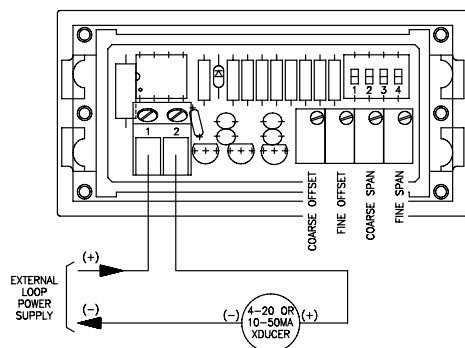 1 2 3 4
1 2
COARSE OFFSET
FINE OFFSET
COARSE SPAN
FINE SPAN
(+)
EXTERNAL
LOOP
POWER
SUPPLY
(-)
(-)
4-20 OR
10-50MA
XDUCER
(+)